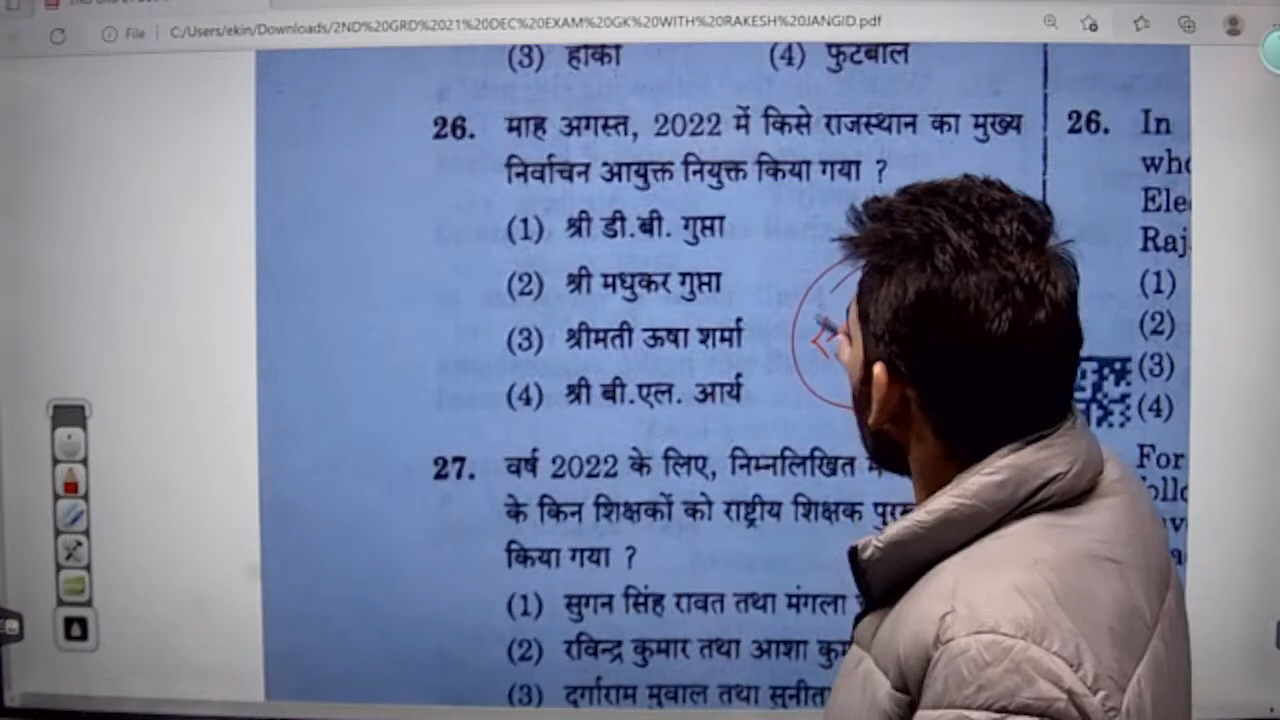 File C:/Users/ekin/Downloads/2ND%20GRD%202021%20DEC%20EXAM%20GK%20WITH%20RAKESH%20JANGID.pdf
(3) हॉकी (4) फुटबॉल
26. माह अगस्त, 2022 में किसे राजस्थान का मुख्य
निर्वाचन आयुक्त नियुक्त किया गया ?
(1) श्री डी.बी. गुप्ता
(2) श्री मधुकर गुप्ता
(3) श्रीमती ऊषा शर्मा
(4) श्री बी.एल. आर्य
27. वर्ष 2022 के लिए, निम्नलिखित में
के किन शिक्षकों को राष्ट्रीय शिक्षक
किया गया ?
(1) सुगन सिंह रावत तथा मंगला
(2) रविन्द्र कुमार तथा आशा
(3) दुर्गाराम मुवाल तथा सुनीता
26. In
who
Ele
Raj
(1)
(2)
(3)
(4)
For